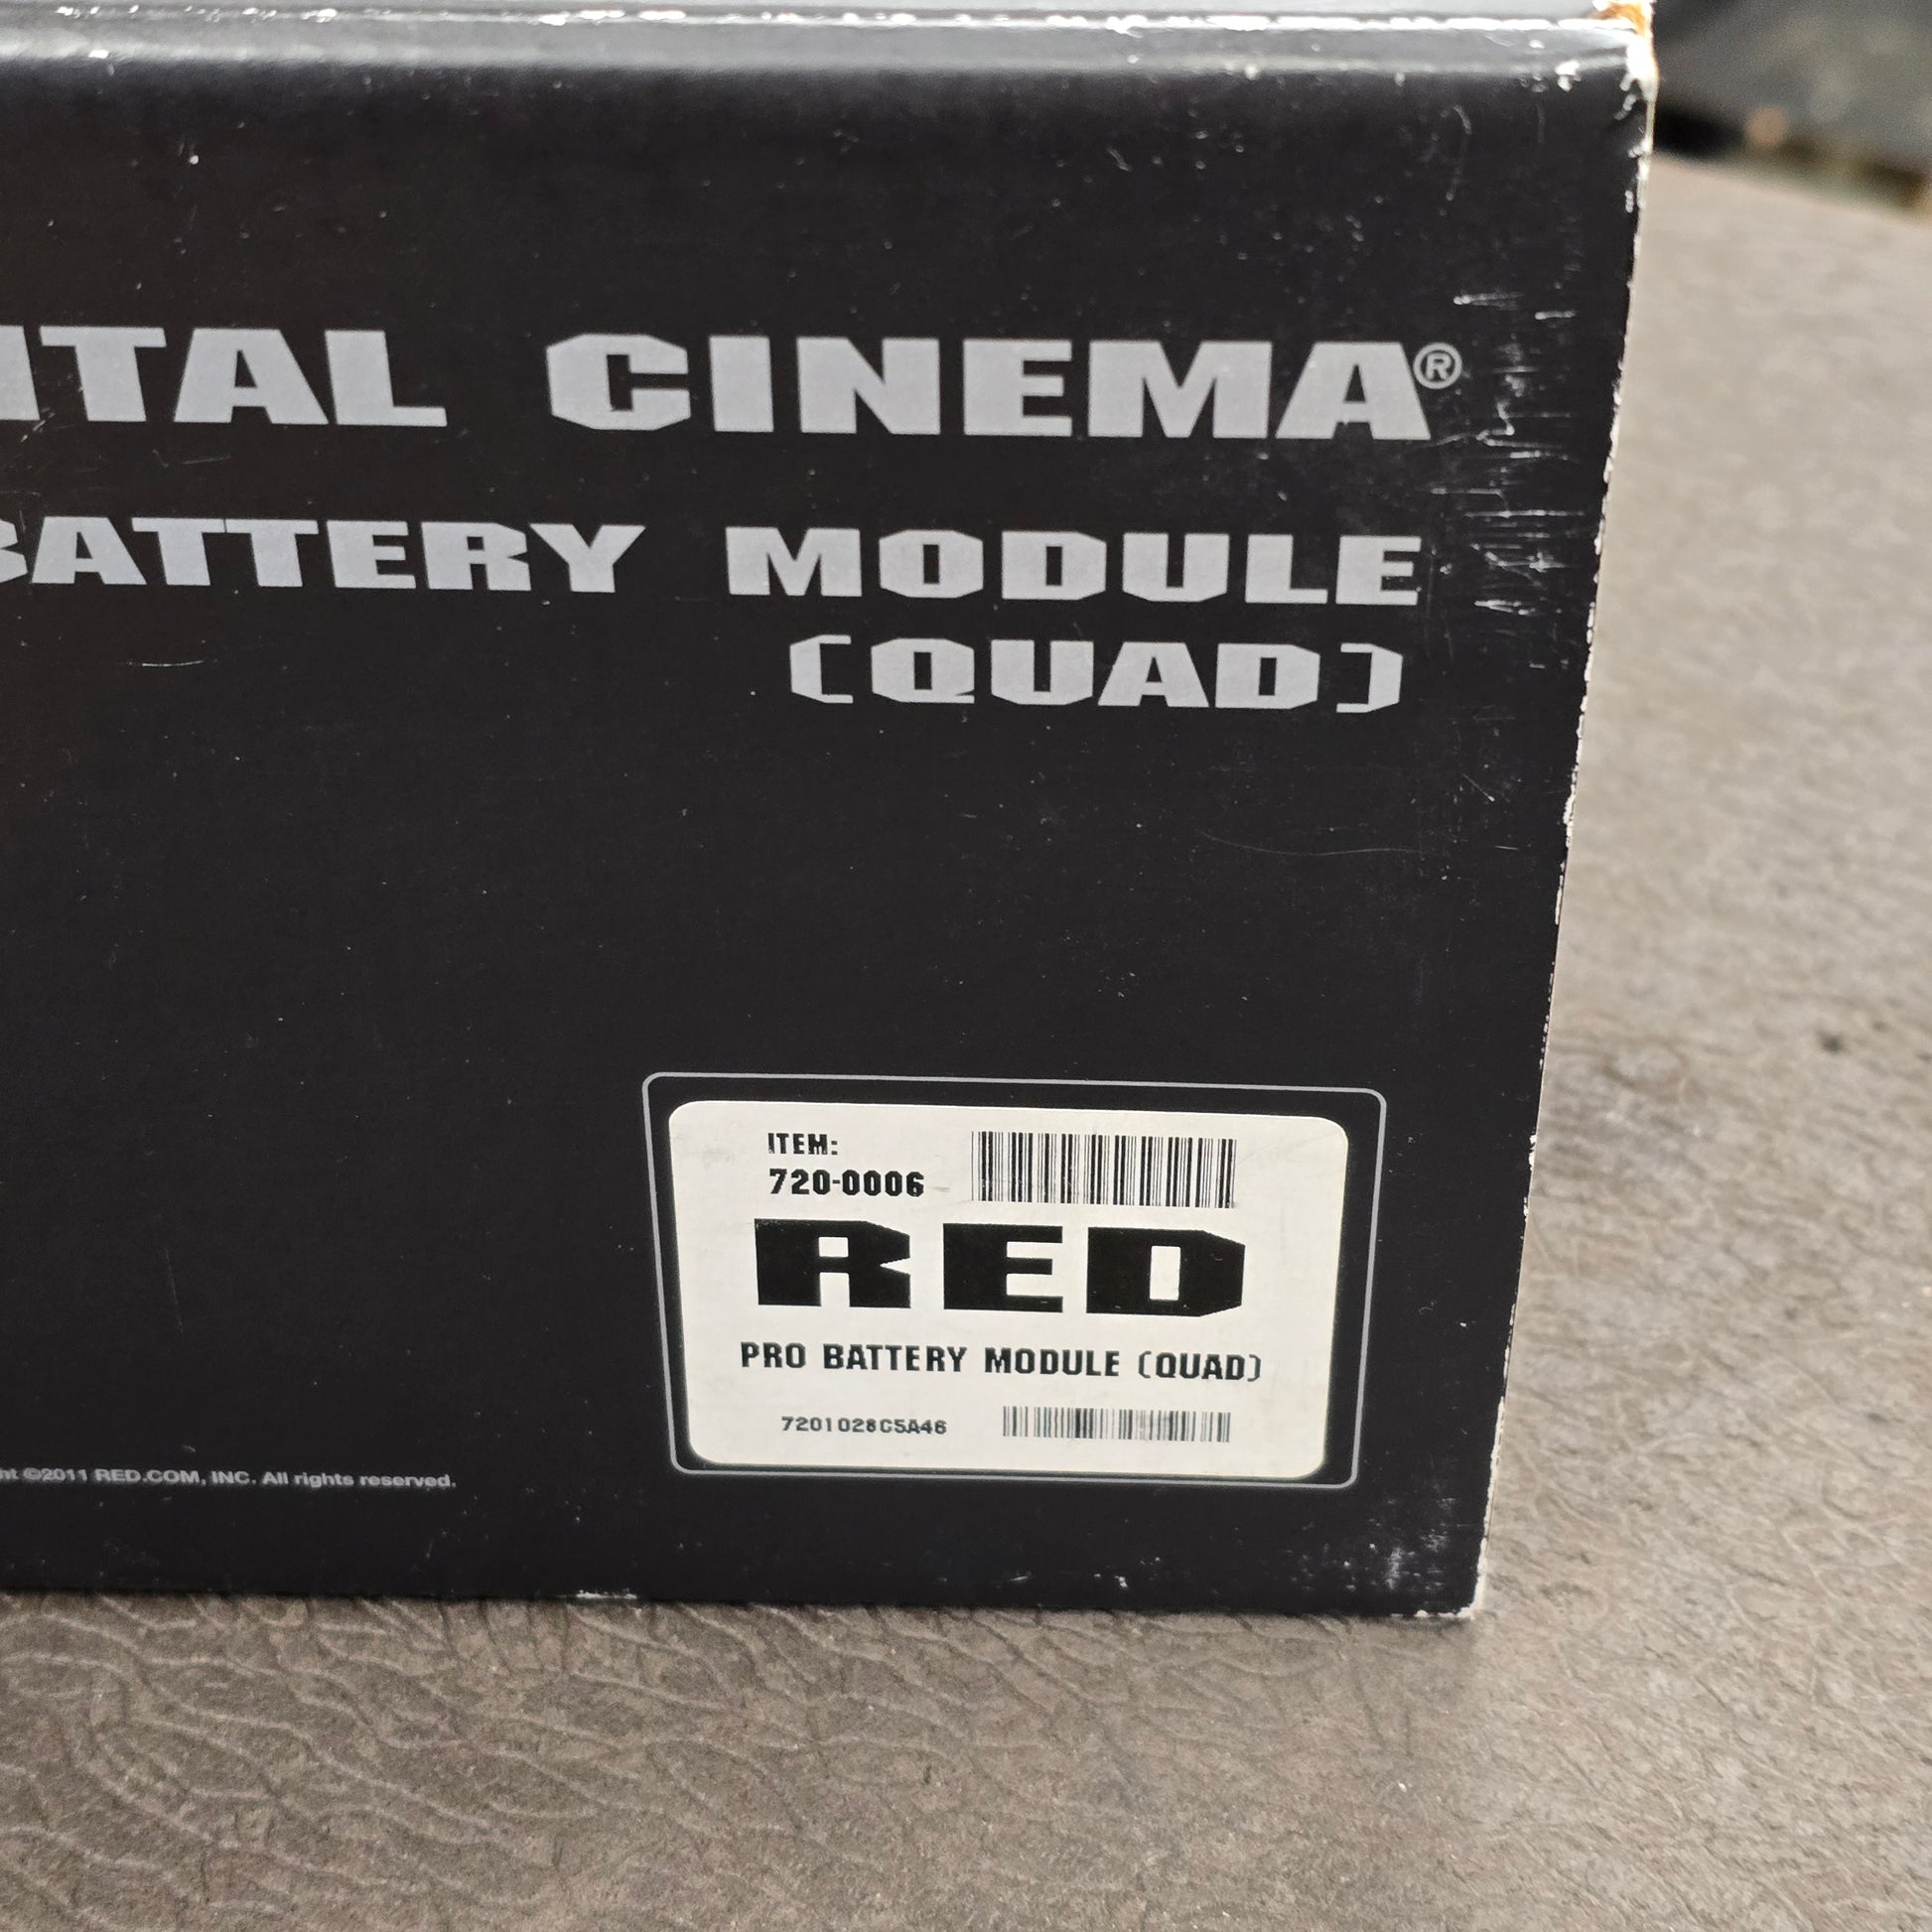 ITAL CINEMA®
BATTERY MODULE
(QUAD)
ITEM:
720-0006
RED
PRO BATTERY MODULE (QUAD)
7201028C5A46
ht ©2011 RED.COM, INC. All rights reserved.